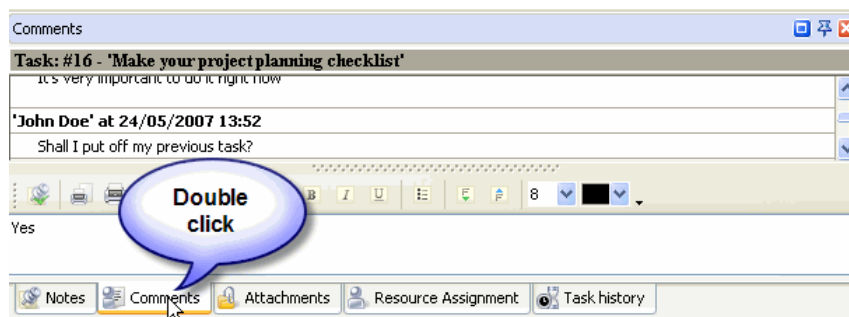 Comments
Task: #16 - 'Make your project planning checklist'
It's very important to do it right now
'John Doe' at 24/05/2007 13:52
Shall I put off my previous task?
B I U 8
Double
click
Yes
Notes Comments Attachments Resource Assignment Task history